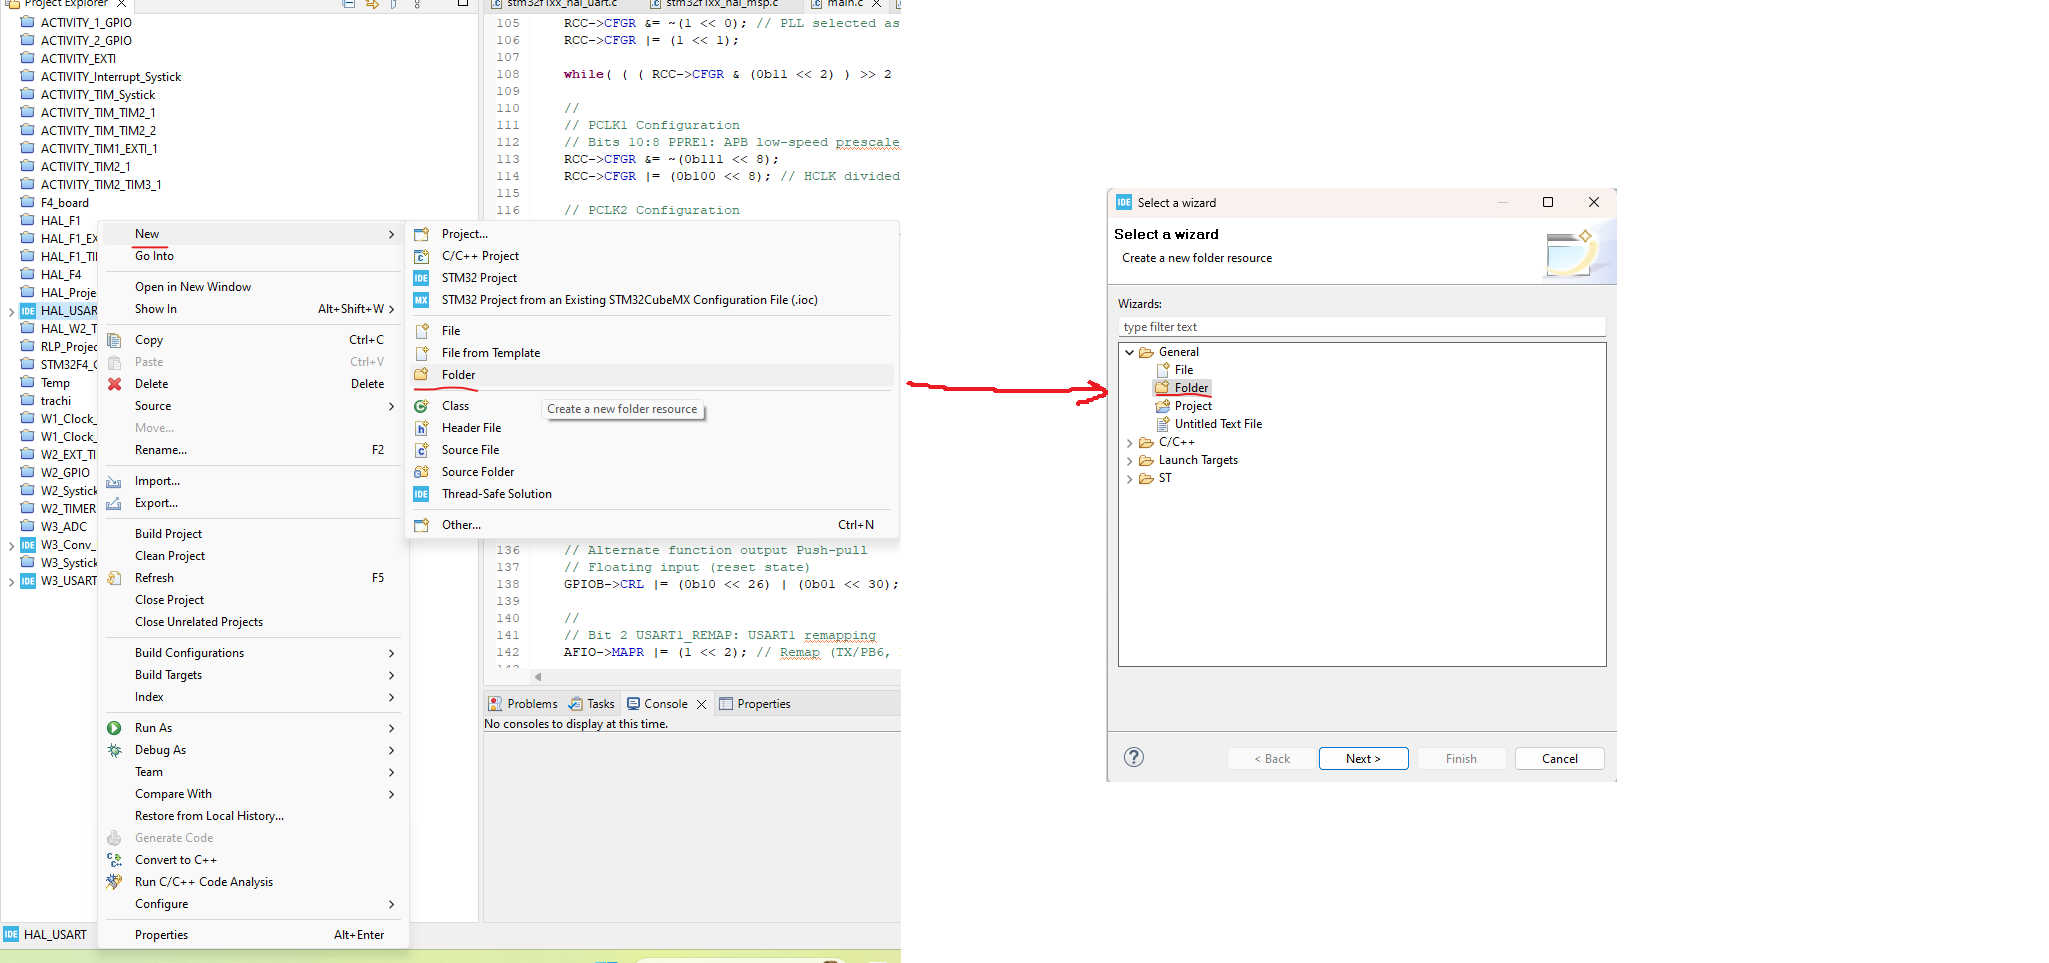 Project Explorer
ACTIVITY_1_GPIO
ACTIVITY_2_GPIO
ACTIVITY_EXTI
ACTIVITY_Interrupt_Systick
ACTIVITY_TIM_Systick
ACTIVITY_TIM_TIM2_1
ACTIVITY_TIM_TIM2_2
ACTIVITY_TIM1_EXTI_1
ACTIVITY_TIM2_1
ACTIVITY_TIM2_TIM3_1
F4_board
HAL_F1
HAL_F1_EX
HAL_F1_TI
HAL_F4
HAL_Proje
HAL_USAR
HAL_W2_T
RLP_Projec
STM32F4_C
Temp
trachi
W1_Clock_
W1_Clock_
W2_EXT_TI
W2_GPIO
W2_Systick
W2_TIMER
W3_ADC
W3_Conv_
W3_Systick
W3_USART
IDE HAL_USART
New
Go Into
Open in New Window
Show In Alt+Shift+W >
Copy Ctrl+C
Paste Ctrl+V
Delete Delete
Source
Move...
Rename... F2
Import...
Export...
Build Project
Clean Project
Refresh F5
Close Project
Close Unrelated Projects
Build Configurations
Build Targets
Index
Run As
Debug As
Team
Compare With
Restore from Local History...
Generate Code
Convert to C++
Run C/C++ Code Analysis
Configure
Properties Alt+Enter
Project...
C/C++ Project
IDE STM32 Project
MX STM32 Project from an Existing STM32CubeMX Configuration File (.ioc)
File
File from Template
Folder
Class
Header File
Source File
Source Folder
IDE Thread-Safe Solution
Other... Ctrl+N
Create a new folder resource
stm32f1xx_hal_uart.c stm32f1xx_hal_msp.c main.c
105 RCC->CFGR &= ~(1 << 0); // PLL selected as
106 RCC->CFGR |= (1 << 1);
107
108 while( ( ( RCC->CFGR & (0b11 << 2) ) >> 2
109
110 //
111 // PCLK1 Configuration
112 // Bits 10:8 PPRE1: APB low-speed prescale
113 RCC->CFGR &= ~(0b111 << 8);
114 RCC->CFGR |= (0b100 << 8); // HCLK divided
115
116 // PCLK2 Configuration
136 // Alternate function output Push-pull
137 // Floating input (reset state)
138 GPIOB->CRL |= (0b10 << 26) | (0b01 << 30);
139
140 //
141 // Bit 2 USART1_REMAP: USART1 remapping
142 AFIO->MAPR |= (1 << 2); // Remap (TX/PB6,
Problems Tasks Console Properties
No consoles to display at this time.
IDE Select a wizard
Select a wizard
Create a new folder resource
Wizards:
type filter text
General
File
Folder
Project
Untitled Text File
C/C++
Launch Targets
ST
? < Back Next > Finish Cancel